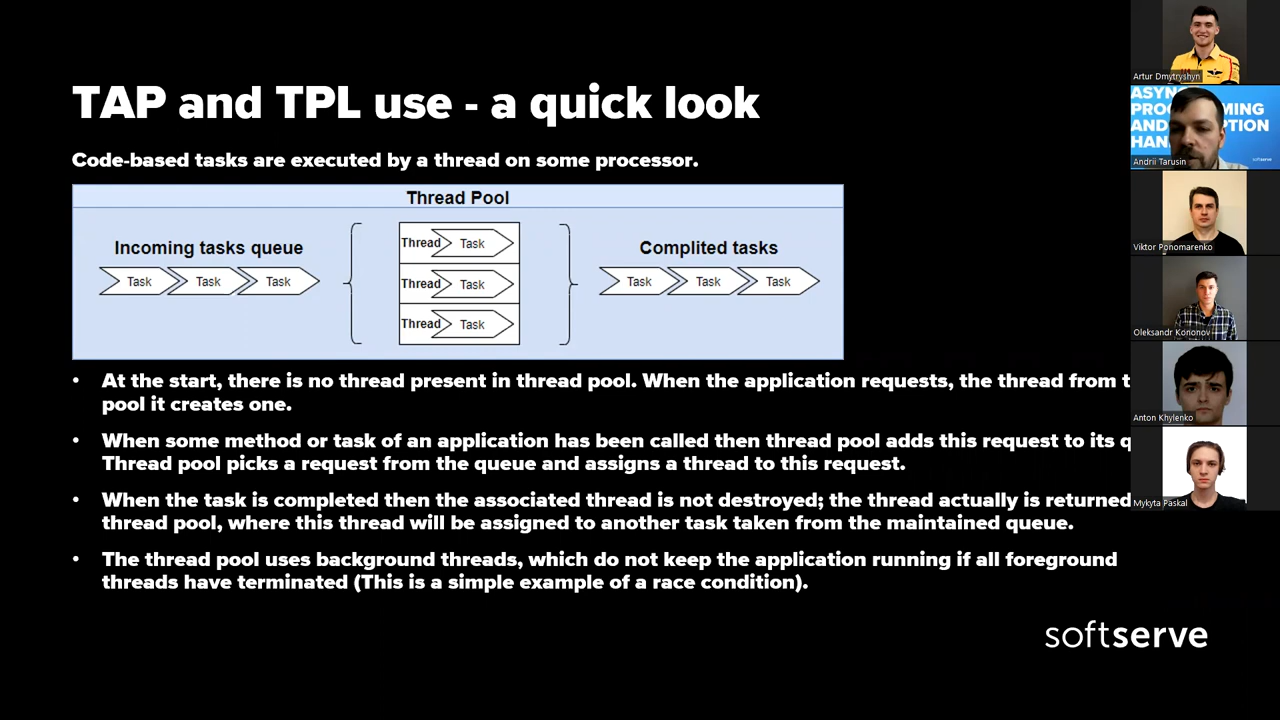 TAP and TPL use - a quick look
Code-based tasks are executed by a thread on some processor.
Thread Pool
Incoming tasks queue
Task Task Task
Thread Task
Thread Task
Thread Task
Complited tasks
Task Task Task
• At the start, there is no thread present in thread pool. When the application requests, the thread from t
pool it creates one.
• When some method or task of an application has been called then thread pool adds this request to its q
Thread pool picks a request from the queue and assigns a thread to this request.
• When the task is completed then the associated thread is not destroyed; the thread actually is returned
thread pool, where this thread will be assigned to another task taken from the maintained queue.
• The thread pool uses background threads, which do not keep the application running if all foreground
threads have terminated (This is a simple example of a race condition).
softserve
Artur Dmytryshyn
ASYN
PRO MING
AND PTION
HAN
softserve
Andrii Tarusin
Viktor Ponomarenko
Oleksandr Kononov
Anton Khylenko
Mykyta Paskal